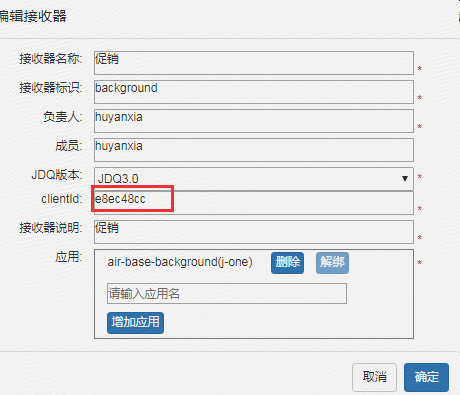 编辑接收器
接收器名称: 促销 *
接收器标识: background *
负责人: huyanxia *
成员: huyanxia
JDQ版本: JDQ3.0 *
clientId: e8ec48cc *
接收器说明: 促销 *
应用: air-base-background(j-one) 删除 解绑 *
请输入应用名
增加应用
取消 确定